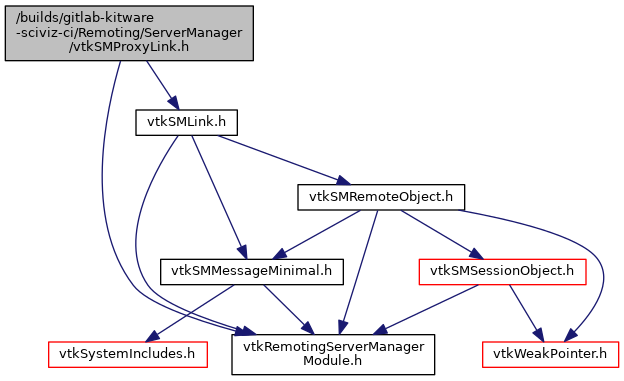 /builds/gitlab-kitware
-sciviz-ci/Remoting/ServerManager
/vtkSMProxyLink.h
vtkSMLink.h
vtkSMRemoteObject.h
vtkSMMessageMinimal.h
vtkSMSessionObject.h
vtkSystemIncludes.h
vtkRemotingServerManager
Module.h
vtkWeakPointer.h